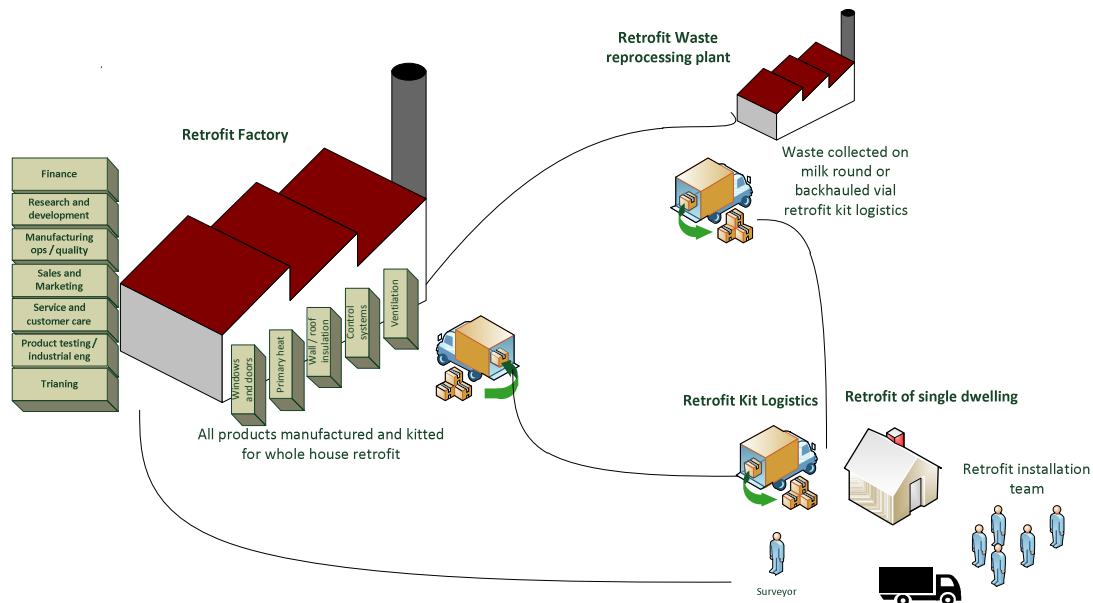 Retrofit Waste
reprocessing plant
Retrofit Factory
Waste collected on
milk round or
backhauled vial
retrofit kit logistics
Finance
Research and
development
Manufacturing
ops / quality
Sales and
Marketing
Service and
customer care
Product testing /
industrial eng
Trianing
Windows
and doors
Primary heat
Wall / roof
insulation
Control
systems
Ventilation
All products manufactured and kitted
for whole house retrofit
Retrofit Kit Logistics
Retrofit of single dwelling
Retrofit installation
team
Surveyor